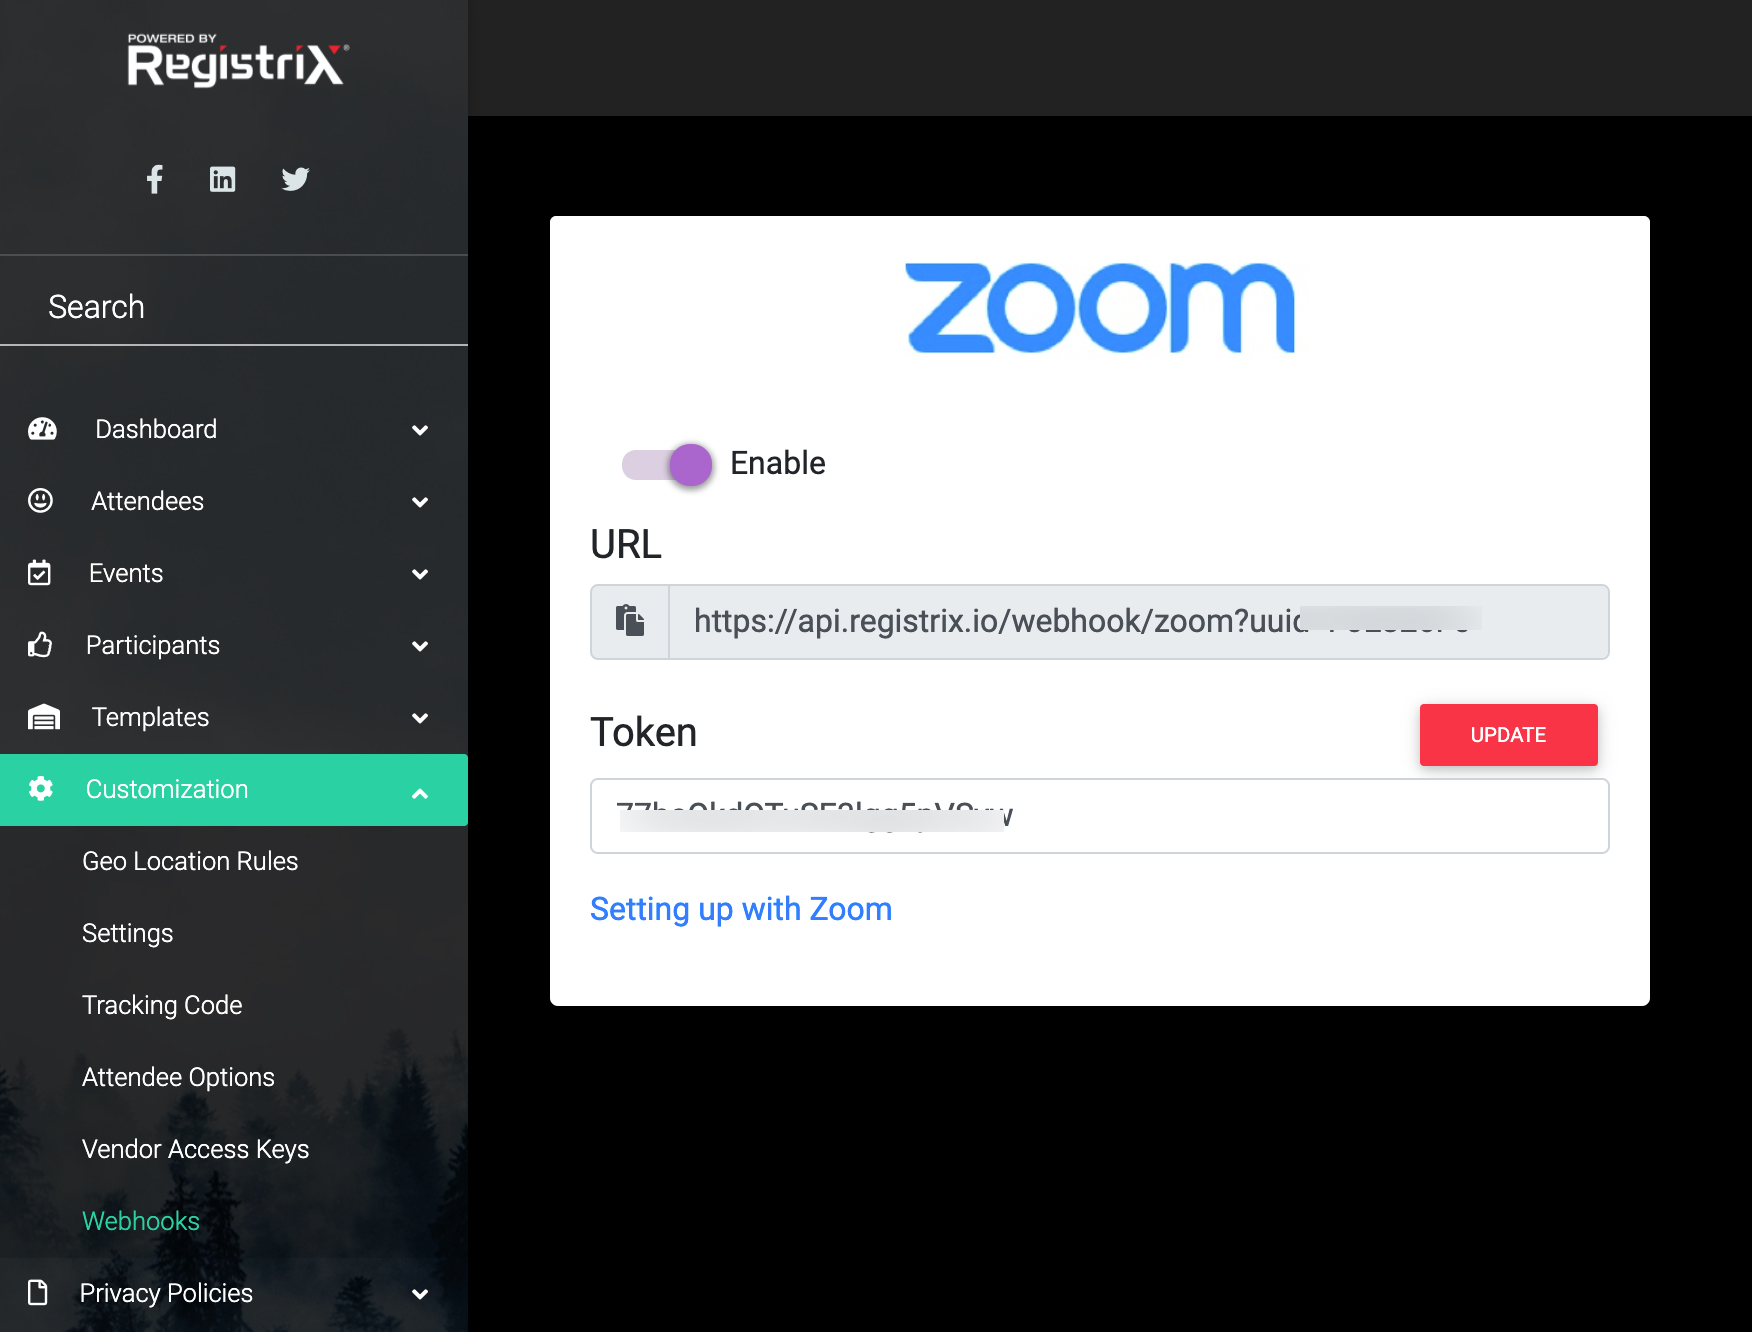 POWERED BY
RegistriX®
Search
Dashboard
Attendees
Events
Participants
Templates
Customization
Geo Location Rules
Settings
Tracking Code
Attendee Options
Vendor Access Keys
Webhooks
Privacy Policies
zoom
Enable
URL
https://api.registrix.io/webhook/zoom?uuid
Token
UPDATE
Setting up with Zoom